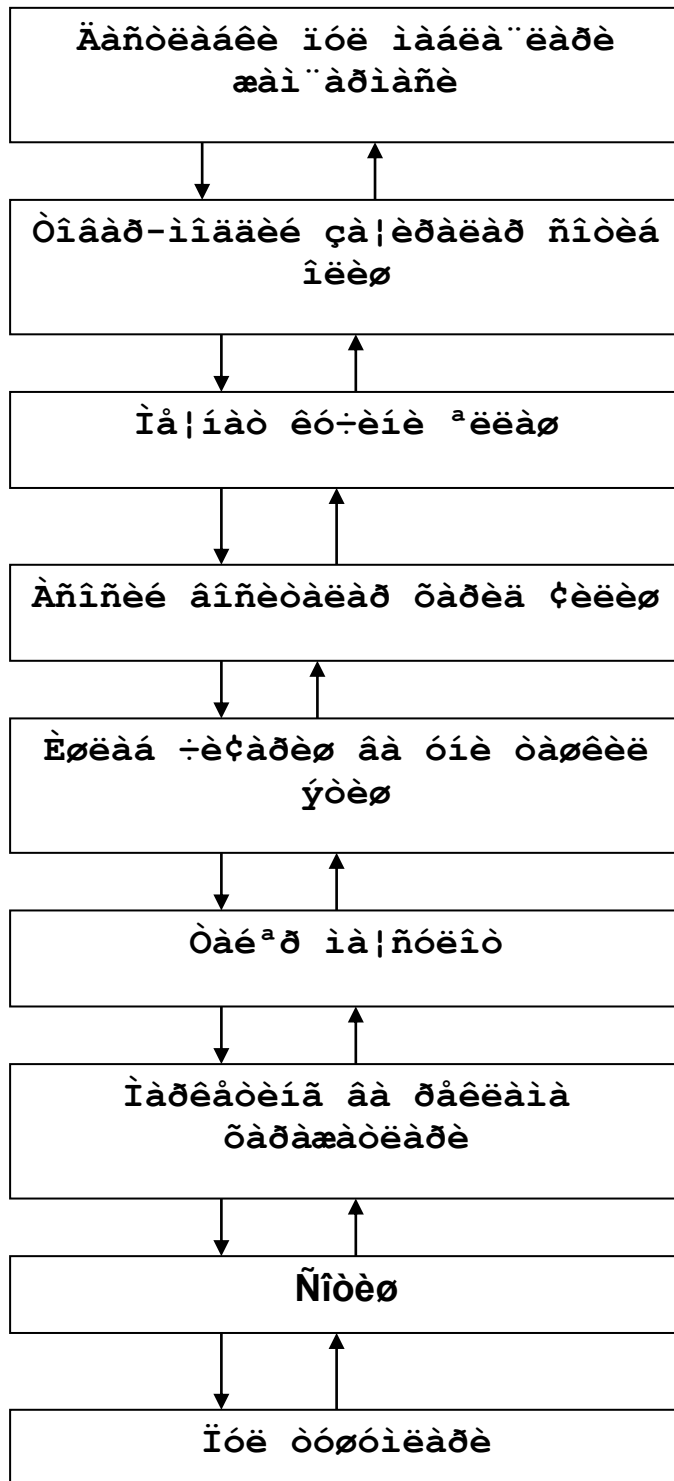 Äàñòëàáêè ïóë ìàáëà¨ëàðè
æàì¨àðìàñè
Òîâàð-ìîääèé çà¦èðàëàð ñîòèá
îëèø
Ìå¦íàò êó÷èíè ªëëàø
Àñîñèé âîñèòàëàð õàðèä ¢èëèø
Èøëàá ÷è¢àðèø âà óíè òàøêèë
ýòèø
Òàéªð ìà¦ñóëîò
Ìàðêåòèíã âà ðåêëàìà
õàðàæàòëàðè
Ñîòèø
Ïóë òóøóìëàðè